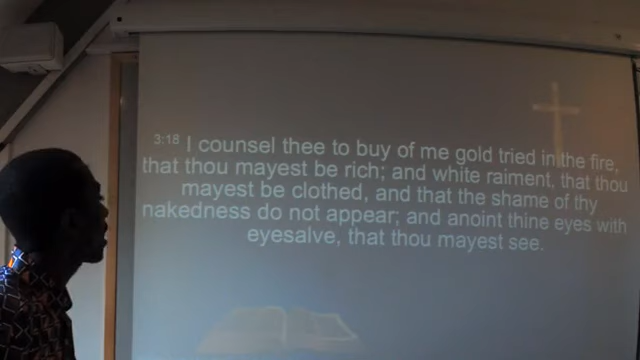 3:18 I counsel thee to buy of me gold tried in the fire,
that thou mayest be rich; and white raiment, that thou
mayest be clothed, and that the shame of thy
nakedness do not appear; and anoint thine eyes with
eyesalve, that thou mayest see.